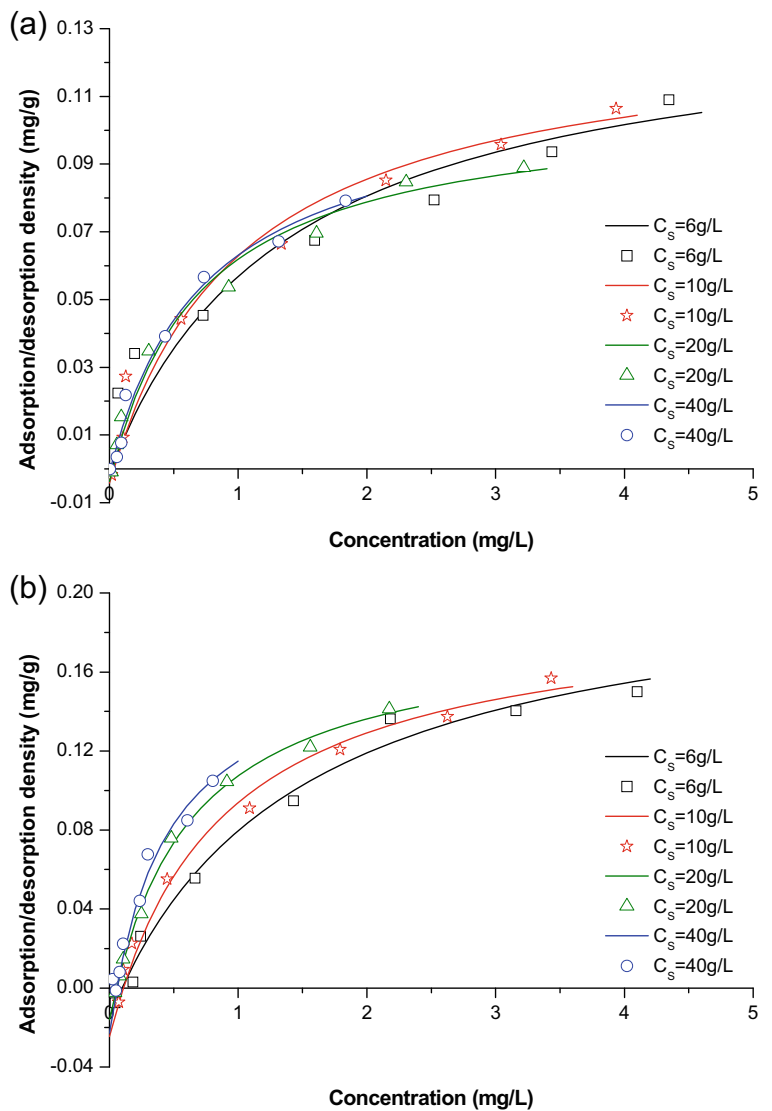 (a)
0.13
0.11
0.09
0.07
0.05
0.03
0.01
-0.01
Adsorption/desorption density (mg/g)
0 1 2 3 4 5
Concentration (mg/L)
C_S=6g/L
C_S=6g/L
C_S=10g/L
C_S=10g/L
C_S=20g/L
C_S=20g/L
C_S=40g/L
C_S=40g/L
(b)
0.20
0.16
0.12
0.08
0.04
0.00
-0.04
Adsorption/desorption density (mg/g)
0 1 2 3 4 5
Concentration (mg/L)
C_S=6g/L
C_S=6g/L
C_S=10g/L
C_S=10g/L
C_S=20g/L
C_S=20g/L
C_S=40g/L
C_S=40g/L